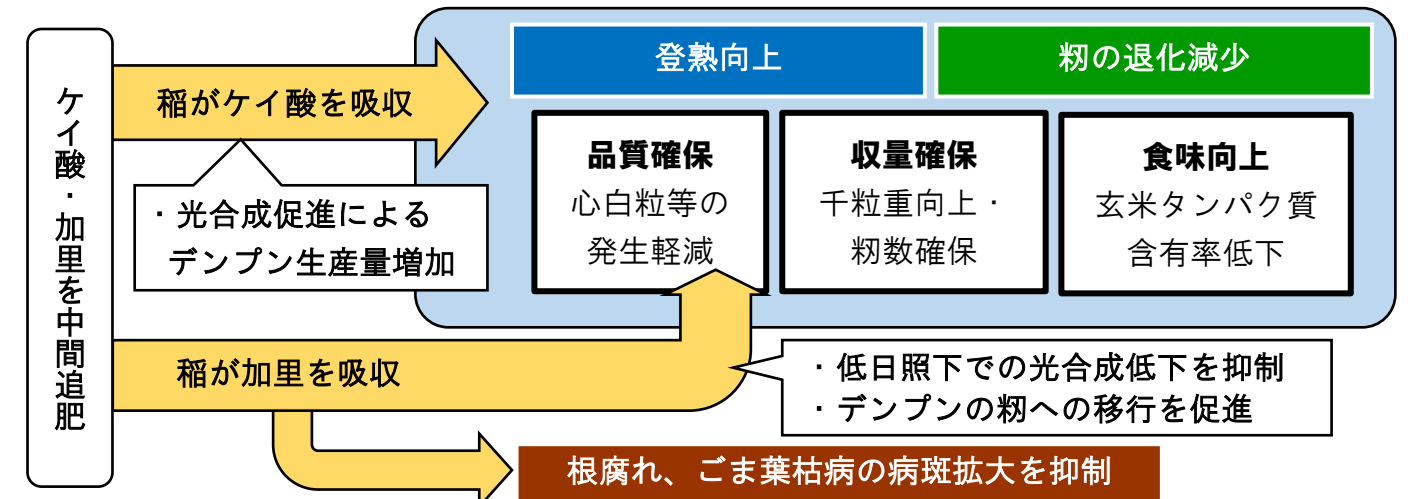 ケイ酸・加里を中間追肥
稲がケイ酸を吸収
・光合成促進による
デンプン生産量増加
登熟向上
籾の退化減少
品質確保
心白粒等の
発生軽減
収量確保
千粒重向上・
籾数確保
食味向上
玄米タンパク質
含有率低下
稲が加里を吸収
・低日照下での光合成低下を抑制
・デンプンの籾への移行を促進
根腐れ、ごま葉枯病の病斑拡大を抑制